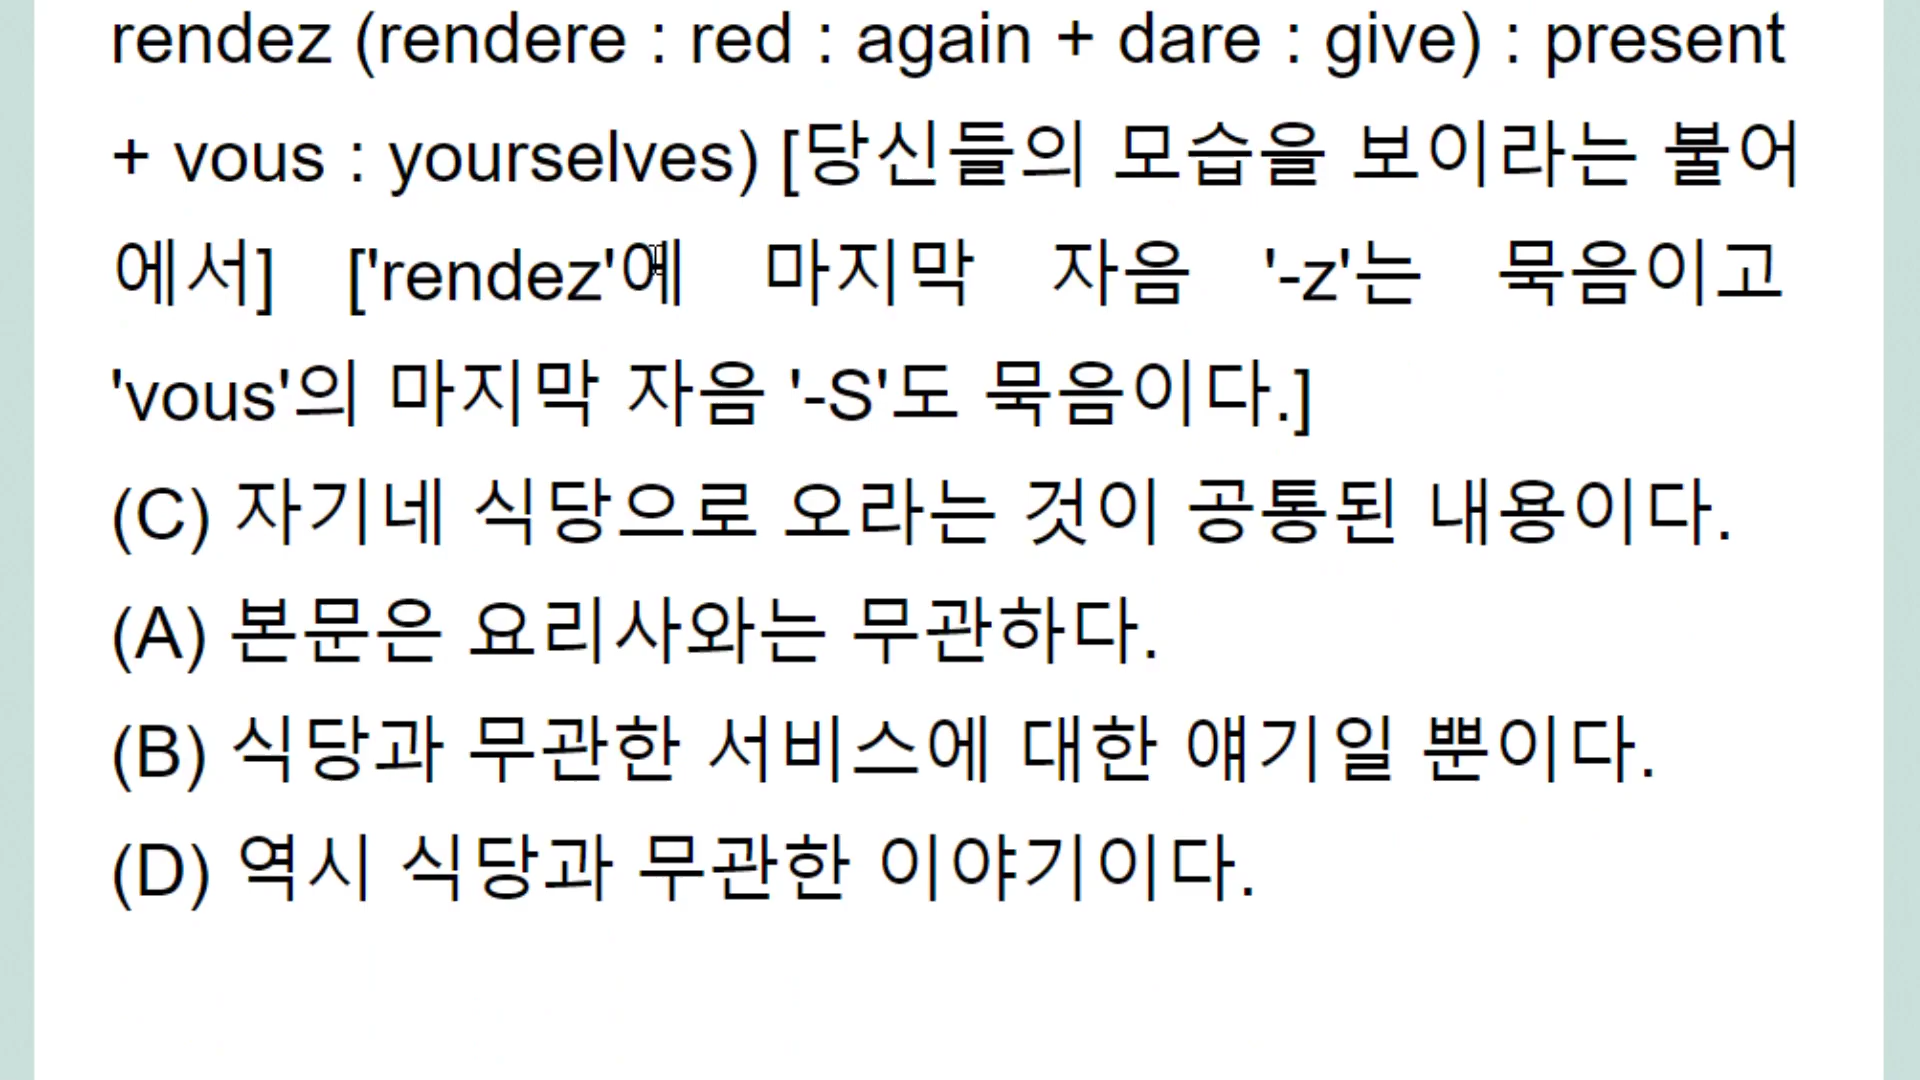 rendez (rendere : red : again + dare : give) : present
+ vous : yourselves) [당신들의 모습을 보이라는 불어
에서] ['rendez'에 마지막 자음 '-z'는 묵음이고
'vous'의 마지막 자음 '-S'도 묵음이다.]
(C) 자기네 식당으로 오라는 것이 공통된 내용이다.
(A) 본문은 요리사와는 무관하다.
(B) 식당과 무관한 서비스에 대한 얘기일 뿐이다.
(D) 역시 식당과 무관한 이야기이다.